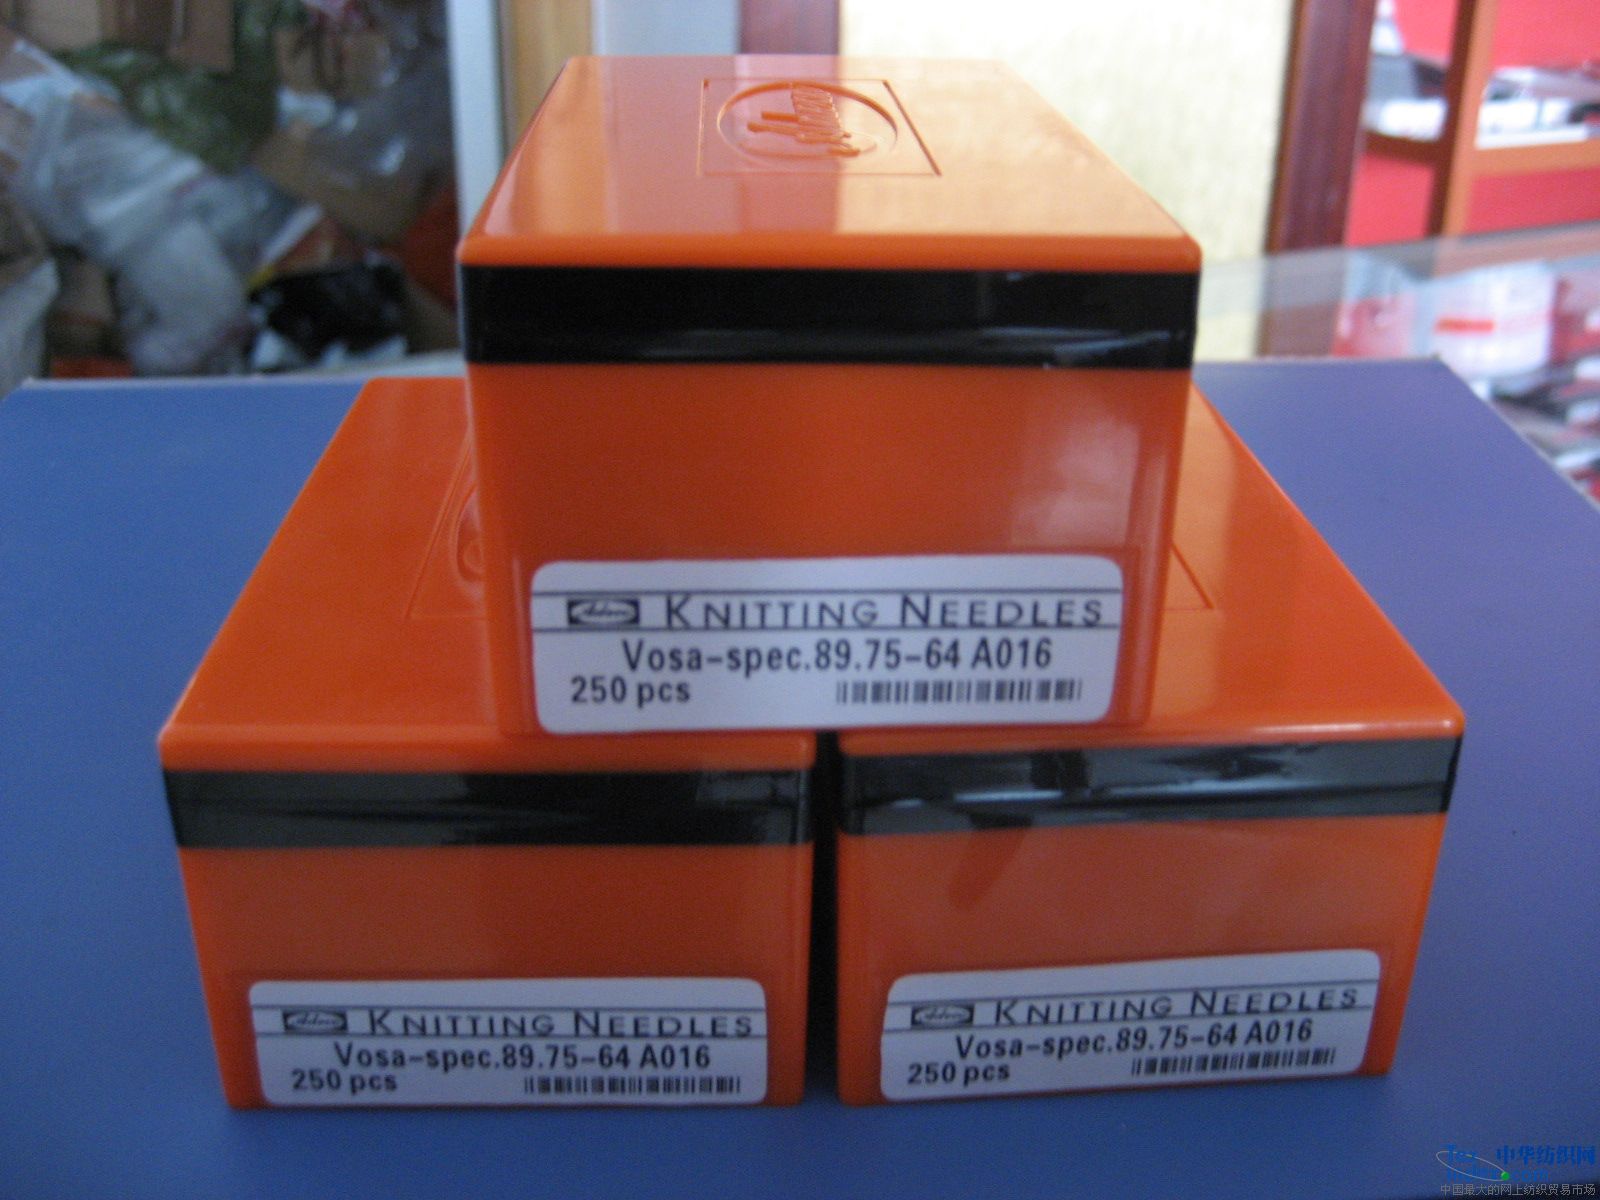 KNITTING NEEDLES
Vosa-spec.89.75-64 A016
250 pcs
KNITTING NEEDLES
Vosa-spec.89.75-64 A016
250 pcs
KNITTING NEEDLES
Vosa-spec.89.75-64 A016
250 pcs
中华纺织网
中国最大的网上纺织贸易市场